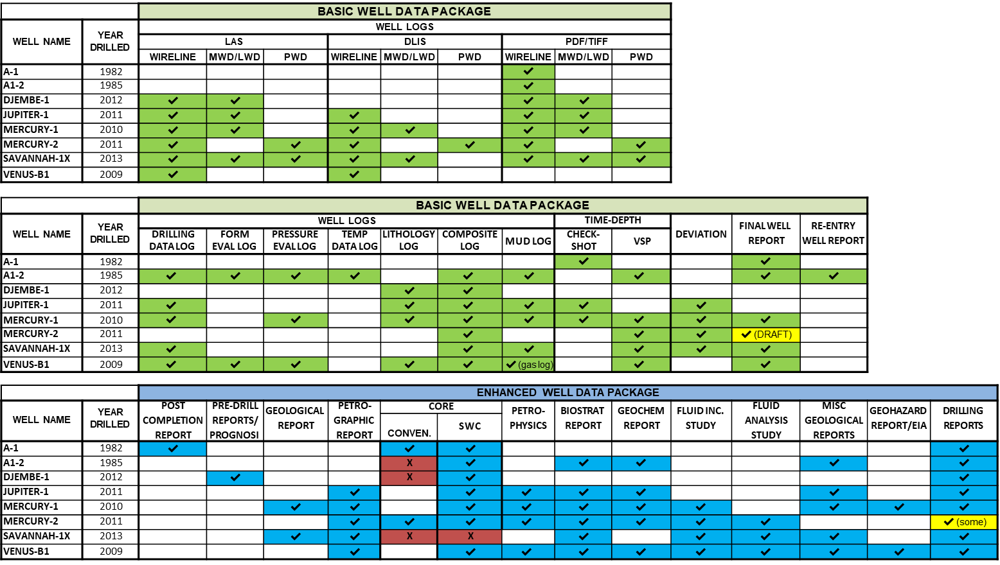 BASIC WELL DATA PACKAGE
WELL NAME YEAR DRILLED WELL LOGS
LAS DLIS PDF/TIFF
WIRELINE MWD/LWD PWD WIRELINE MWD/LWD PWD WIRELINE MWD/LWD PWD
A-1 1982 ✔
A1-2 1985 ✔
DJEMBE-1 2012 ✔ ✔ ✔ ✔
JUPITER-1 2011 ✔ ✔ ✔ ✔ ✔
MERCURY-1 2010 ✔ ✔ ✔ ✔ ✔ ✔
MERCURY-2 2011 ✔ ✔ ✔ ✔ ✔ ✔
SAVANNAH-1X 2013 ✔ ✔ ✔ ✔ ✔ ✔ ✔ ✔
VENUS-B1 2009 ✔ ✔
BASIC WELL DATA PACKAGE
WELL NAME YEAR DRILLED WELL LOGS TIME-DEPTH DEVIATION FINAL WELL REPORT RE-ENTRY WELL REPORT
DRILLING DATA LOG FORM EVAL LOG PRESSURE EVAL LOG TEMP DATA LOG LITHOLOGY LOG COMPOSITE LOG MUD LOG CHECK-SHOT VSP
A-1 1982 ✔ ✔
A1-2 1985 ✔ ✔ ✔ ✔ ✔ ✔ ✔ ✔ ✔
DJEMBE-1 2012 ✔ ✔
JUPITER-1 2011 ✔ ✔ ✔ ✔ ✔ ✔
MERCURY-1 2010 ✔ ✔ ✔ ✔ ✔ ✔ ✔ ✔ ✔
MERCURY-2 2011 ✔ ✔ ✔ ✔ (DRAFT)
SAVANNAH-1X 2013 ✔ ✔ ✔ ✔ ✔ ✔
VENUS-B1 2009 ✔ ✔ ✔ ✔ ✔ ✔ (gas log) ✔ ✔
ENHANCED WELL DATA PACKAGE
WELL NAME YEAR DRILLED POST COMPLETION REPORT PRE-DRILL REPORTS/ PROGNOSI GEOLOGICAL REPORT PETRO-GRAPHIC REPORT CORE PETRO-PHYSICS BIOSTRAT REPORT GEOCHEM REPORT FLUID INC. STUDY FLUID ANALYSIS STUDY MISC GEOLOGICAL REPORTS GEOHAZARD REPORT/EIA DRILLING REPORTS
CONVEN. SWC
A-1 1982 ✔ ✔ ✔ ✔
A1-2 1985 X ✔ ✔ ✔ ✔ ✔
DJEMBE-1 2012 ✔ X ✔ ✔
JUPITER-1 2011 ✔ ✔ ✔ ✔ ✔ ✔ ✔
MERCURY-1 2010 ✔ ✔ ✔ ✔ ✔ ✔ ✔ ✔ ✔ ✔
MERCURY-2 2011 ✔ ✔ ✔ ✔ ✔ ✔ ✔ ✔ ✔ (some)
SAVANNAH-1X 2013 ✔ ✔ X X ✔ ✔ ✔ ✔ ✔
VENUS-B1 2009 ✔ ✔ ✔ ✔ ✔ ✔ ✔ ✔ ✔ ✔